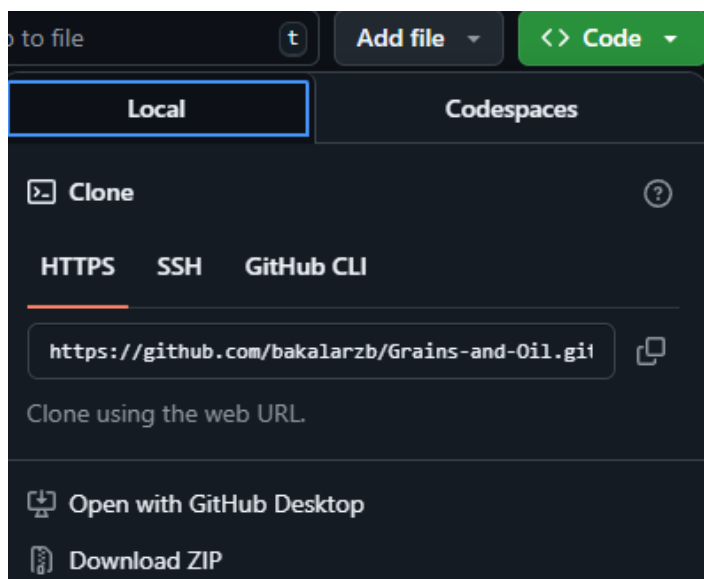 to file t Add file <> Code
Local Codespaces
Clone
HTTPS SSH GitHub CLI
https://github.com/bakalarzb/Grains-and-Oil.git
Clone using the web URL.
Open with GitHub Desktop
Download ZIP